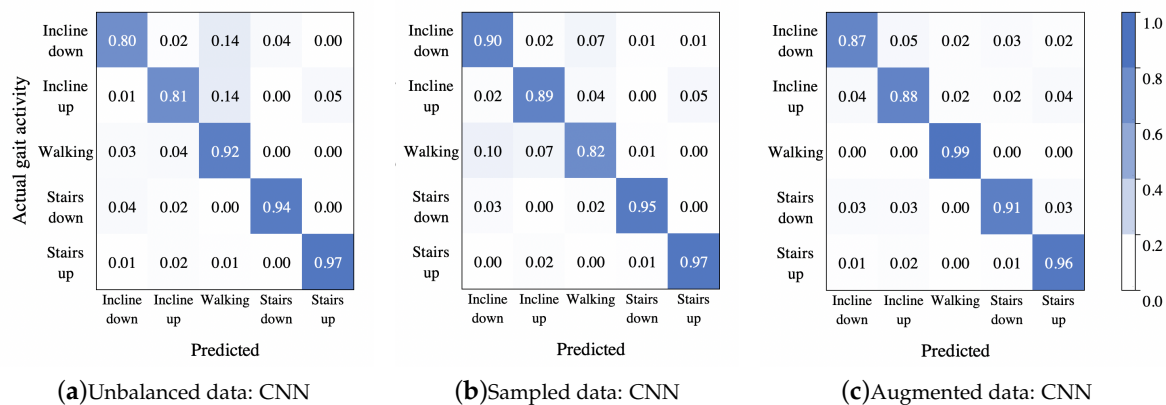 Actual gait activity
Incline down 0.80 0.02 0.14 0.04 0.00
Incline up 0.01 0.81 0.14 0.00 0.05
Walking 0.03 0.04 0.92 0.00 0.00
Stairs down 0.04 0.02 0.00 0.94 0.00
Stairs up 0.01 0.02 0.01 0.00 0.97
Incline down Incline up Walking Stairs down Stairs up
Predicted
(a)Unbalanced data: CNN
Incline down 0.90 0.02 0.07 0.01 0.01
Incline up 0.02 0.89 0.04 0.00 0.05
Walking 0.10 0.07 0.82 0.01 0.00
Stairs down 0.03 0.00 0.02 0.95 0.00
Stairs up 0.00 0.02 0.00 0.01 0.97
Incline down Incline up Walking Stairs down Stairs up
Predicted
(b)Sampled data: CNN
Incline down 0.87 0.05 0.02 0.03 0.02
Incline up 0.04 0.88 0.02 0.02 0.04
Walking 0.00 0.00 0.99 0.00 0.00
Stairs down 0.03 0.03 0.00 0.91 0.03
Stairs up 0.01 0.02 0.00 0.01 0.96
Incline down Incline up Walking Stairs down Stairs up
Predicted
(c)Augmented data: CNN
1.0
0.8
0.6
0.4
0.2
0.0